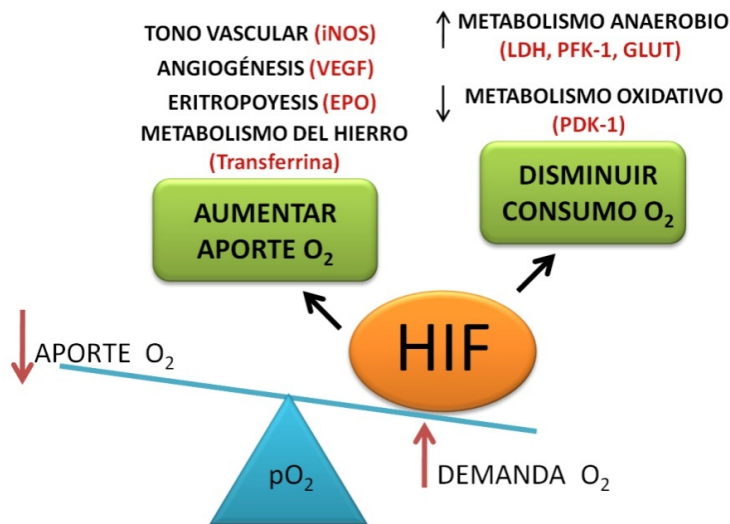 TONO VASCULAR (iNOS)
ANGIOGÉNESIS (VEGF)
ERITROPOYESIS (EPO)
METABOLISMO DEL HIERRO
(Transferrina)
METABOLISMO ANAEROBIO
(LDH, PFK-1, GLUT)
METABOLISMO OXIDATIVO
(PDK-1)
AUMENTAR
APORTE O₂
DISMINUIR
CONSUMO O₂
HIF
APORTE O₂
pO₂
DEMANDA O₂